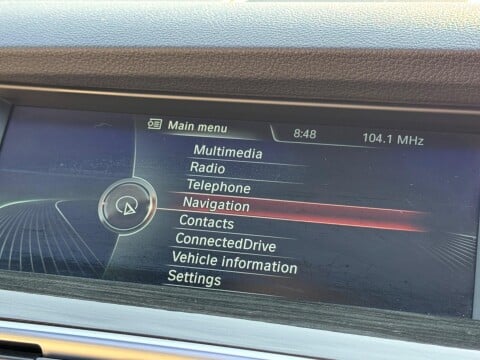 Main menu 8:48 104.1 MHz
Multimedia
Radio
Telephone
Navigation
Contacts
ConnectedDrive
Vehicle information
Settings